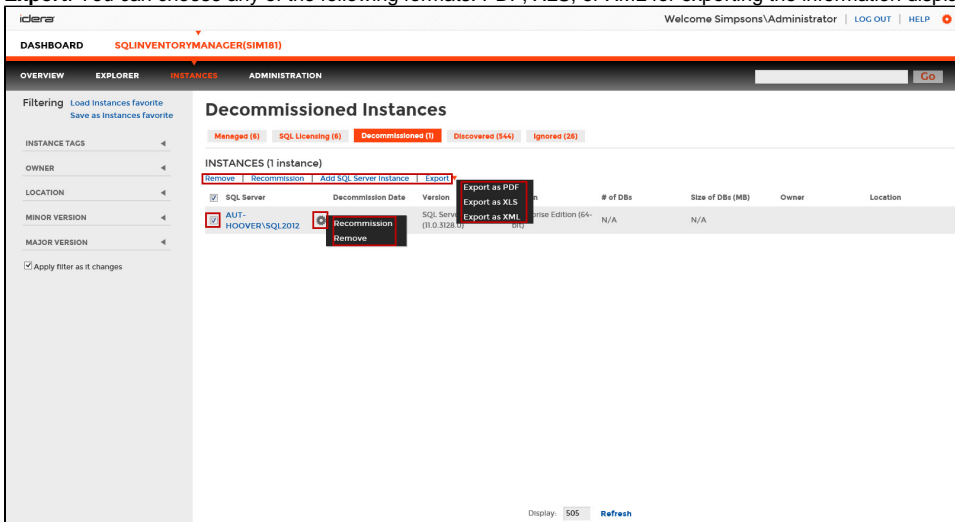 Export: You can choose any of the following formats: PDF, XLS, or XML for exporting the information
idera Welcome Simpsons\Administrator | LOG OUT | HELP
DASHBOARD SQLINVENTORYMANAGER(SIM181)
OVERVIEW EXPLORER INSTANCES ADMINISTRATION Go
Filtering Load Instances favorite
Save as Instances favorite
Decommissioned Instances
Managed (6) SQL Licensing (6) Decommissioned (1) Discovered (544) Ignored (26)
INSTANCE TAGS
OWNER
LOCATION
MINOR VERSION
MAJOR VERSION
Apply filter as it changes
INSTANCES (1 instance)
Remove | Recommission | Add SQL Server Instance | Export
Export as PDF
Export as XLS
Export as XML
SQL Server Decommission Date Version # of DBs Size of DBs (MB) Owner Location
AUT-
HOOVER\SQL2012
Recommission
Remove
SQL Serve
(11.0.3128.0)
prise Edition (64-
bit)
N/A N/A
Display: 505 Refresh